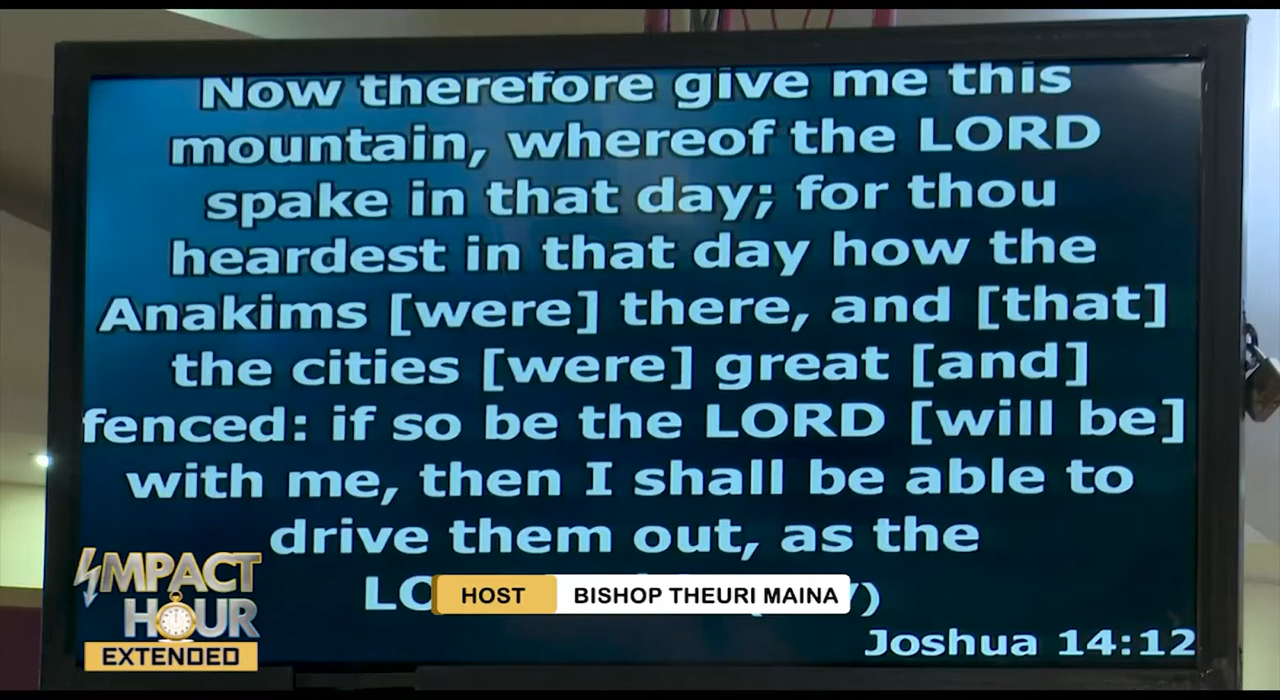 Now therefore give me this
mountain, whereof the LORD
spake in that day; for thou
heardest in that day how the
Anakims [were] there, and [that]
the cities [were] great [and]
fenced: if so be the LORD [will be]
with me, then I shall be able to
drive them out, as the
Joshua 14:12
IMPACT
HOUR
EXTENDED
HOST BISHOP THEURI MAINA